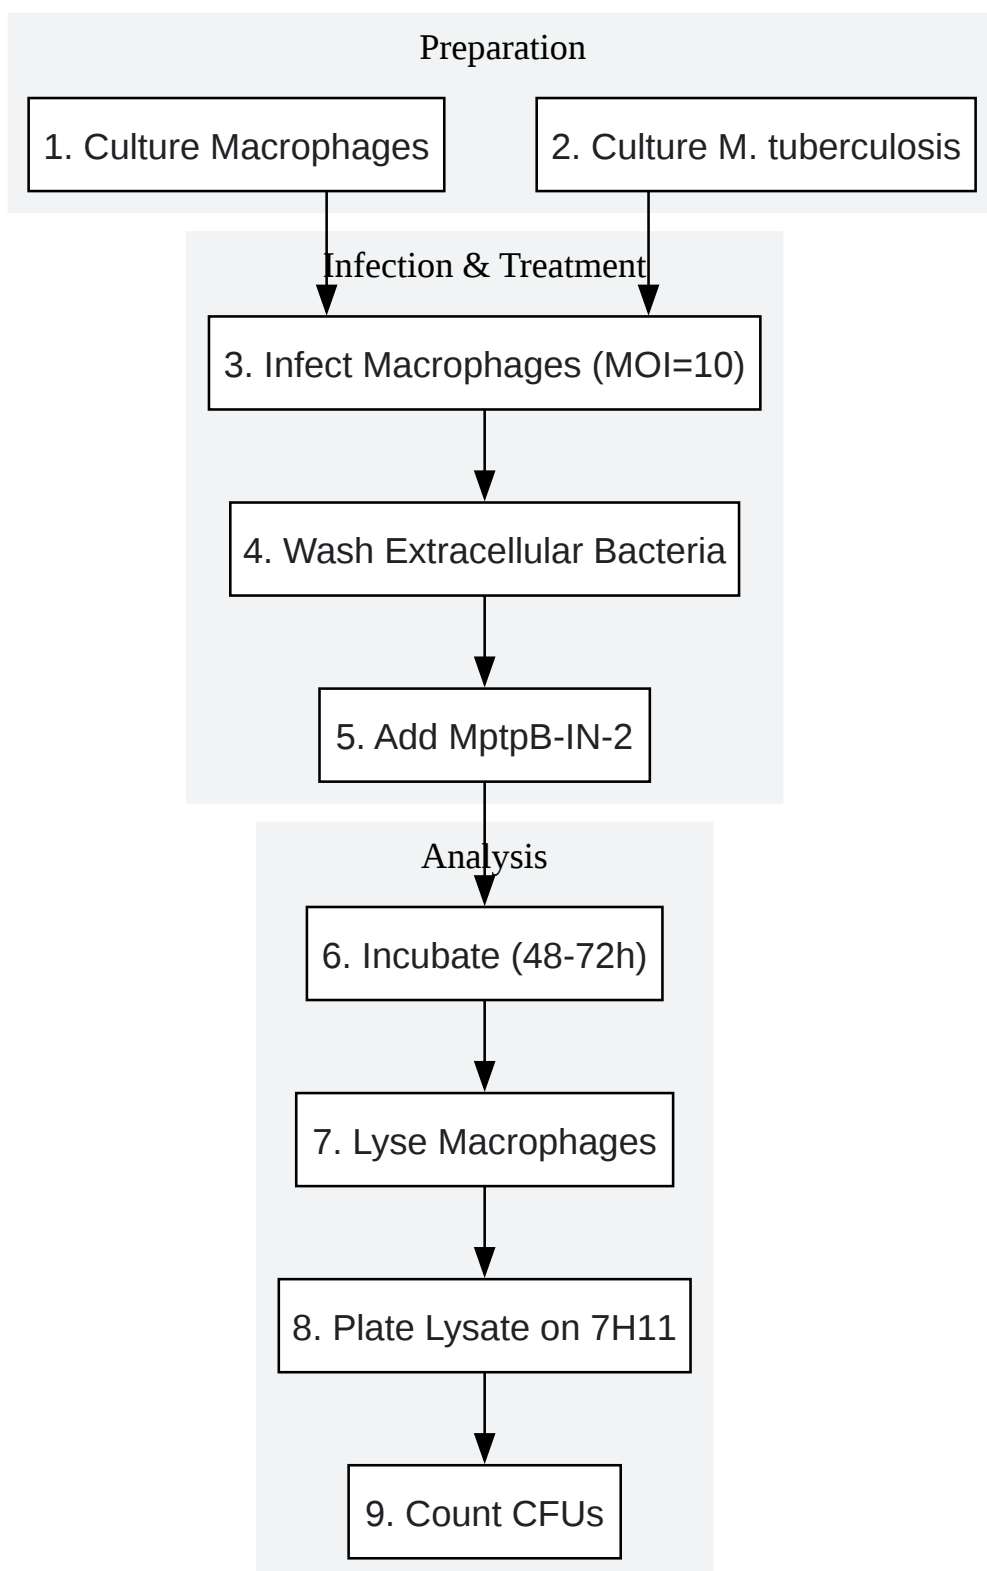 Preparation
1. Culture Macrophages
2. Culture M. tuberculosis
Infection & Treatment
3. Infect Macrophages (MOI=10)
4. Wash Extracellular Bacteria
5. Add MptpB-IN-2
Analysis
6. Incubate (48-72h)
7. Lyse Macrophages
8. Plate Lysate on 7H11
9. Count CFUs